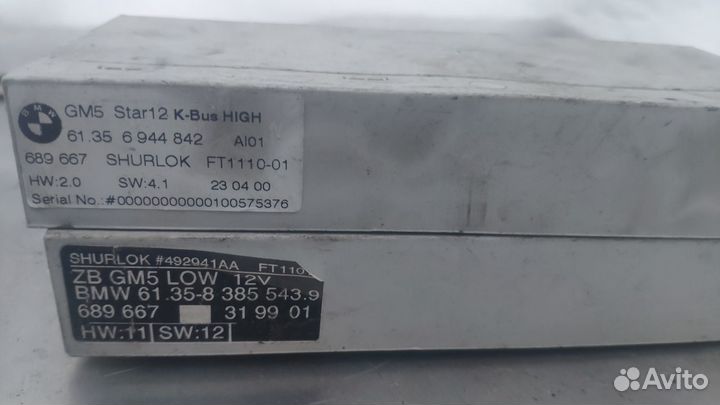 BMW
GM5 Star12 K-Bus HIGH
61.35 6 944 842 AI01
689 667 SHURLOK FT1110-01
HW:2.0 SW:4.1 23 04 00
Serial No.:#00000000000100575376
SHURLOK #492941AA FT110
ZB GM5 LOW 12V
BMW 61.35-8 385 543.9
689 667 31 99 01
HW:11 SW:12
Avito